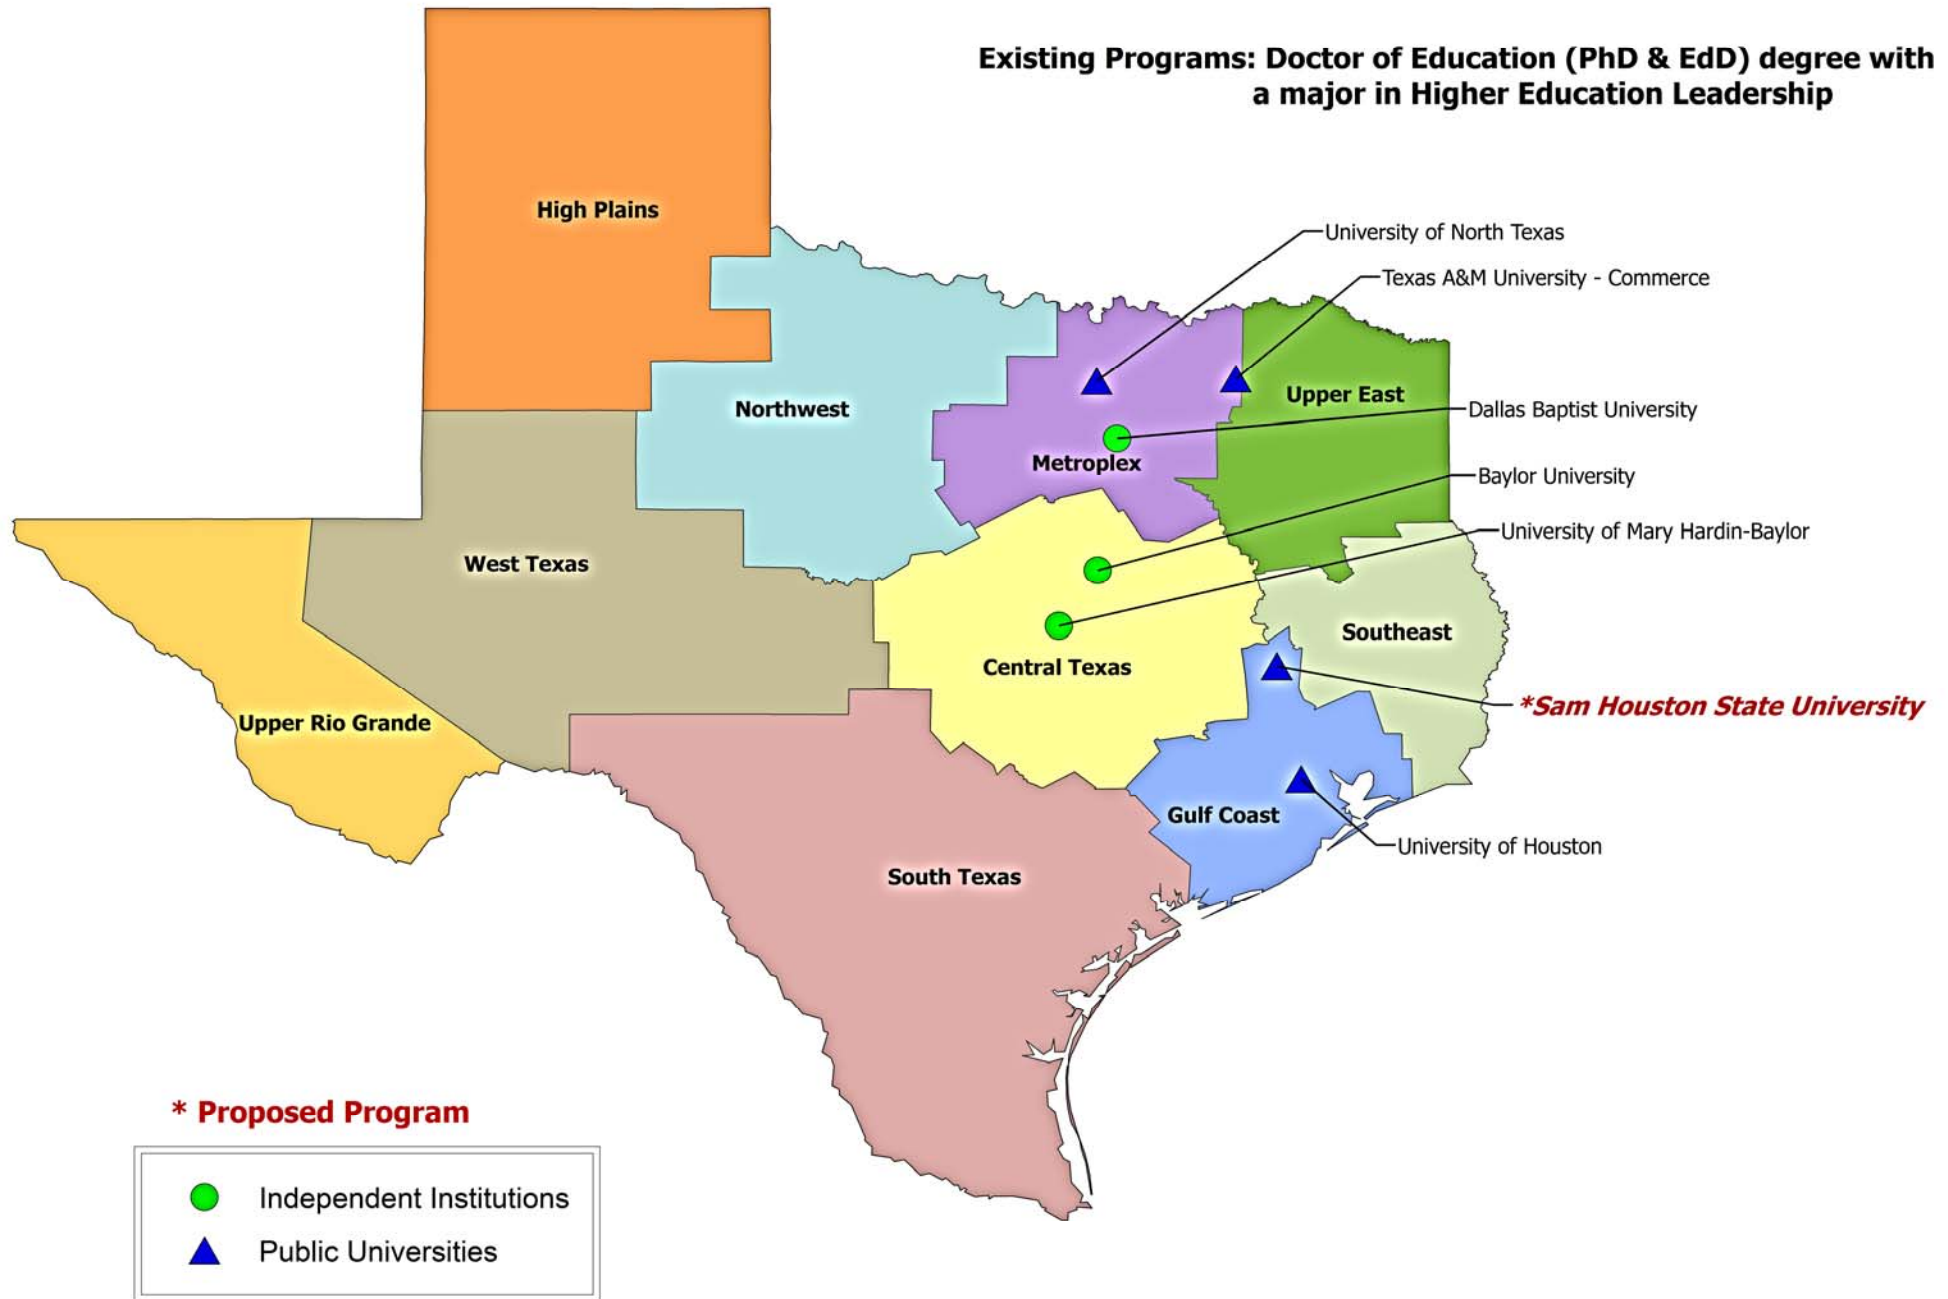 Existing Programs: Doctor of Education (PhD & EdD) degree with
a major in Higher Education Leadership
High Plains
University of North Texas
Texas A&M University - Commerce
Upper East
Northwest
Dallas Baptist University
Metroplex
Baylor University
University of Mary Hardin-Baylor
West Texas
Southeast
Central Texas
*Sam Houston State University
Upper Rio Grande
Gulf Coast
University of Houston
South Texas
* Proposed Program
Independent Institutions
Public Universities